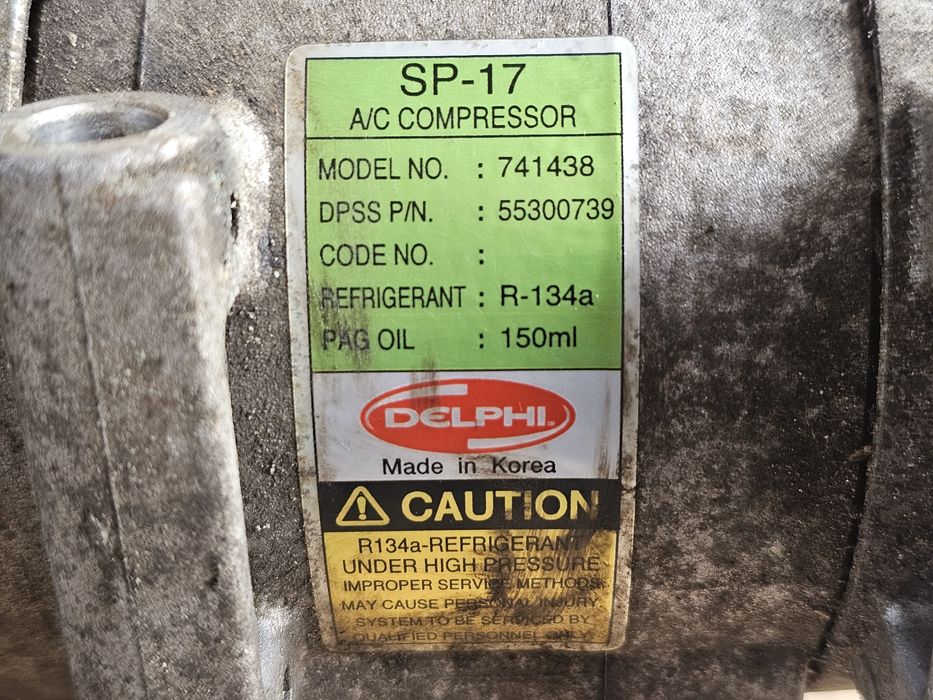 SP-17
A/C COMPRESSOR
MODEL NO. : 741438
DPSS P/N. : 55300739
CODE NO. :
REFRIGERANT : R-134a
PAG OIL : 150ml
DELPHI
Made in Korea
CAUTION
R134a-REFRIGERANT
UNDER HIGH PRESSURE
IMPROPER SERVICE METHODS
MAY CAUSE PERSONAL INJURY
SYSTEM TO BE SERVICED BY
QUALIFIED PERSONNEL ONLY